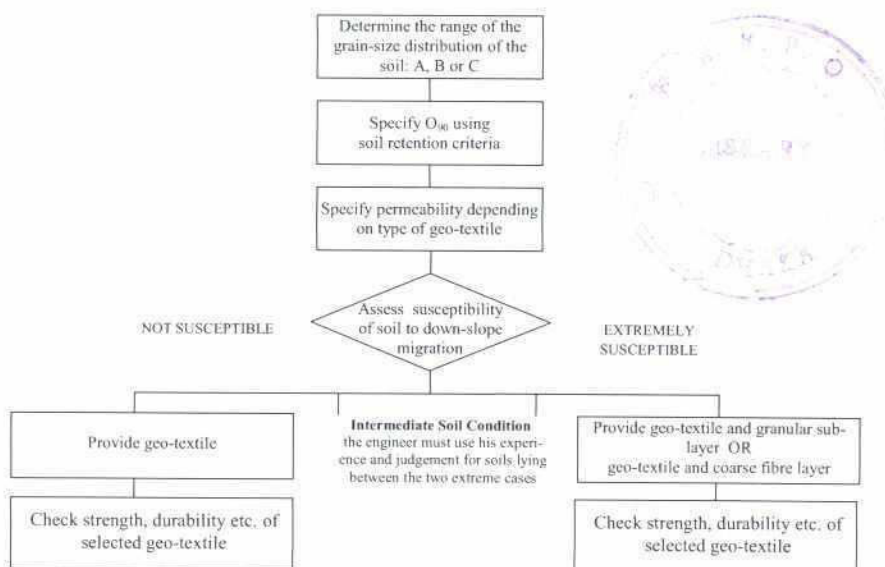 Determine the range of the
grain-size distribution of the
soil: A, B or C
Specify O₉₀ using
soil retention criteria
Specify permeability depending
on type of geo-textile
Assess susceptibility
of soil to down-slope
migration
NOT SUSCEPTIBLE
EXTREMELY
SUSCEPTIBLE
Provide geo-textile
Intermediate Soil Condition
the engineer must use his experi-
ence and judgement for soils lying
between the two extreme cases
Provide geo-textile and granular sub-
layer OR
geo-textile and coarse fibre layer
Check strength, durability etc. of
selected geo-textile
Check strength, durability etc. of
selected geo-textile